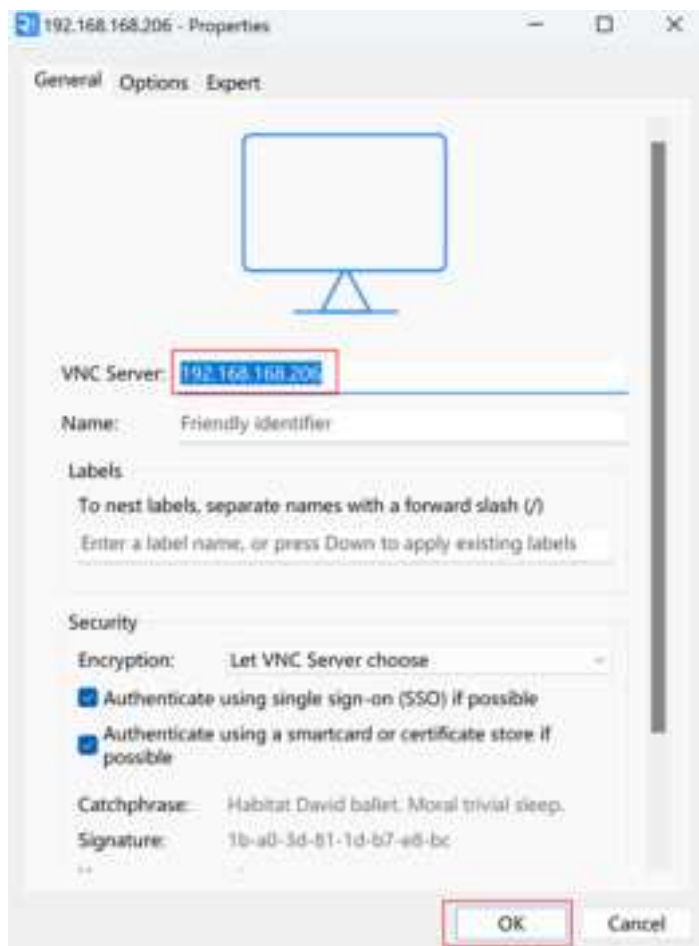 192.168.168.206 - Properties
General Options Expert
VNC Server: 192.168.168.206
Name: Friendly identifier
Labels
To nest labels, separate names with a forward slash (/)
Enter a label name, or press Down to apply existing labels
Security
Encryption: Let VNC Server choose
Authenticate using single sign-on (SSO) if possible
Authenticate using a smartcard or certificate store if
possible
Catchphrase: Habitat David ballet. Moral trivial sleep.
Signature: 1b-a0-3d-81-1d-b7-e8-bc
OK Cancel